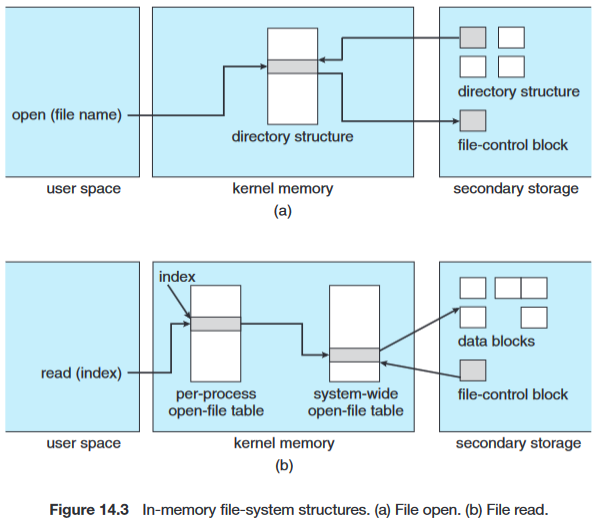 open (file name)
directory structure
directory structure
file-control block
user space
kernel memory
secondary storage
(a)
index
read (index)
per-process
open-file table
system-wide
open-file table
data blocks
file-control block
user space
kernel memory
secondary storage
(b)
Figure 14.3 In-memory file-system structures. (a) File open. (b) File read.